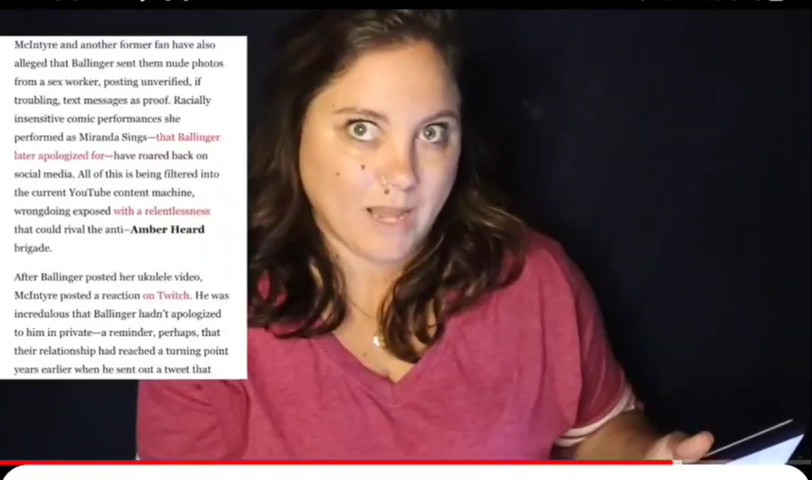 McIntyre and another former fan have also
alleged that Ballinger sent them nude photos
from a sex worker, posting unverified, if
troubling, text messages as proof. Racially
insensitive comic performances she
performed as Miranda Sings—that Ballinger
later apologized for—have roared back on
social media. All of this is being filtered into
the current YouTube content machine,
wrongdoing exposed with a relentlessness
that could rival the anti–Amber Heard
brigade.
After Ballinger posted her ukulele video,
McIntyre posted a reaction on Twitch. He was
incredulous that Ballinger hadn't apologized
to him in private—a reminder, perhaps, that
their relationship had reached a turning point
years earlier when he sent out a tweet that